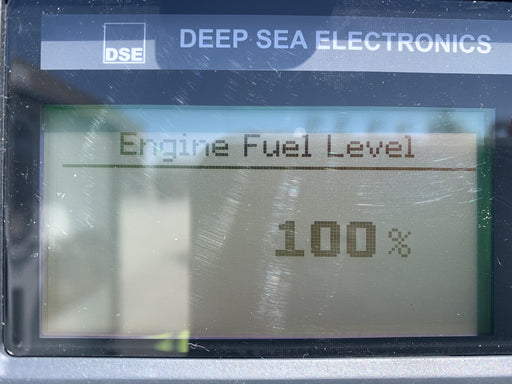 DSE DEEP SEA ELECTRONICS
Engine Fuel Level
100 %